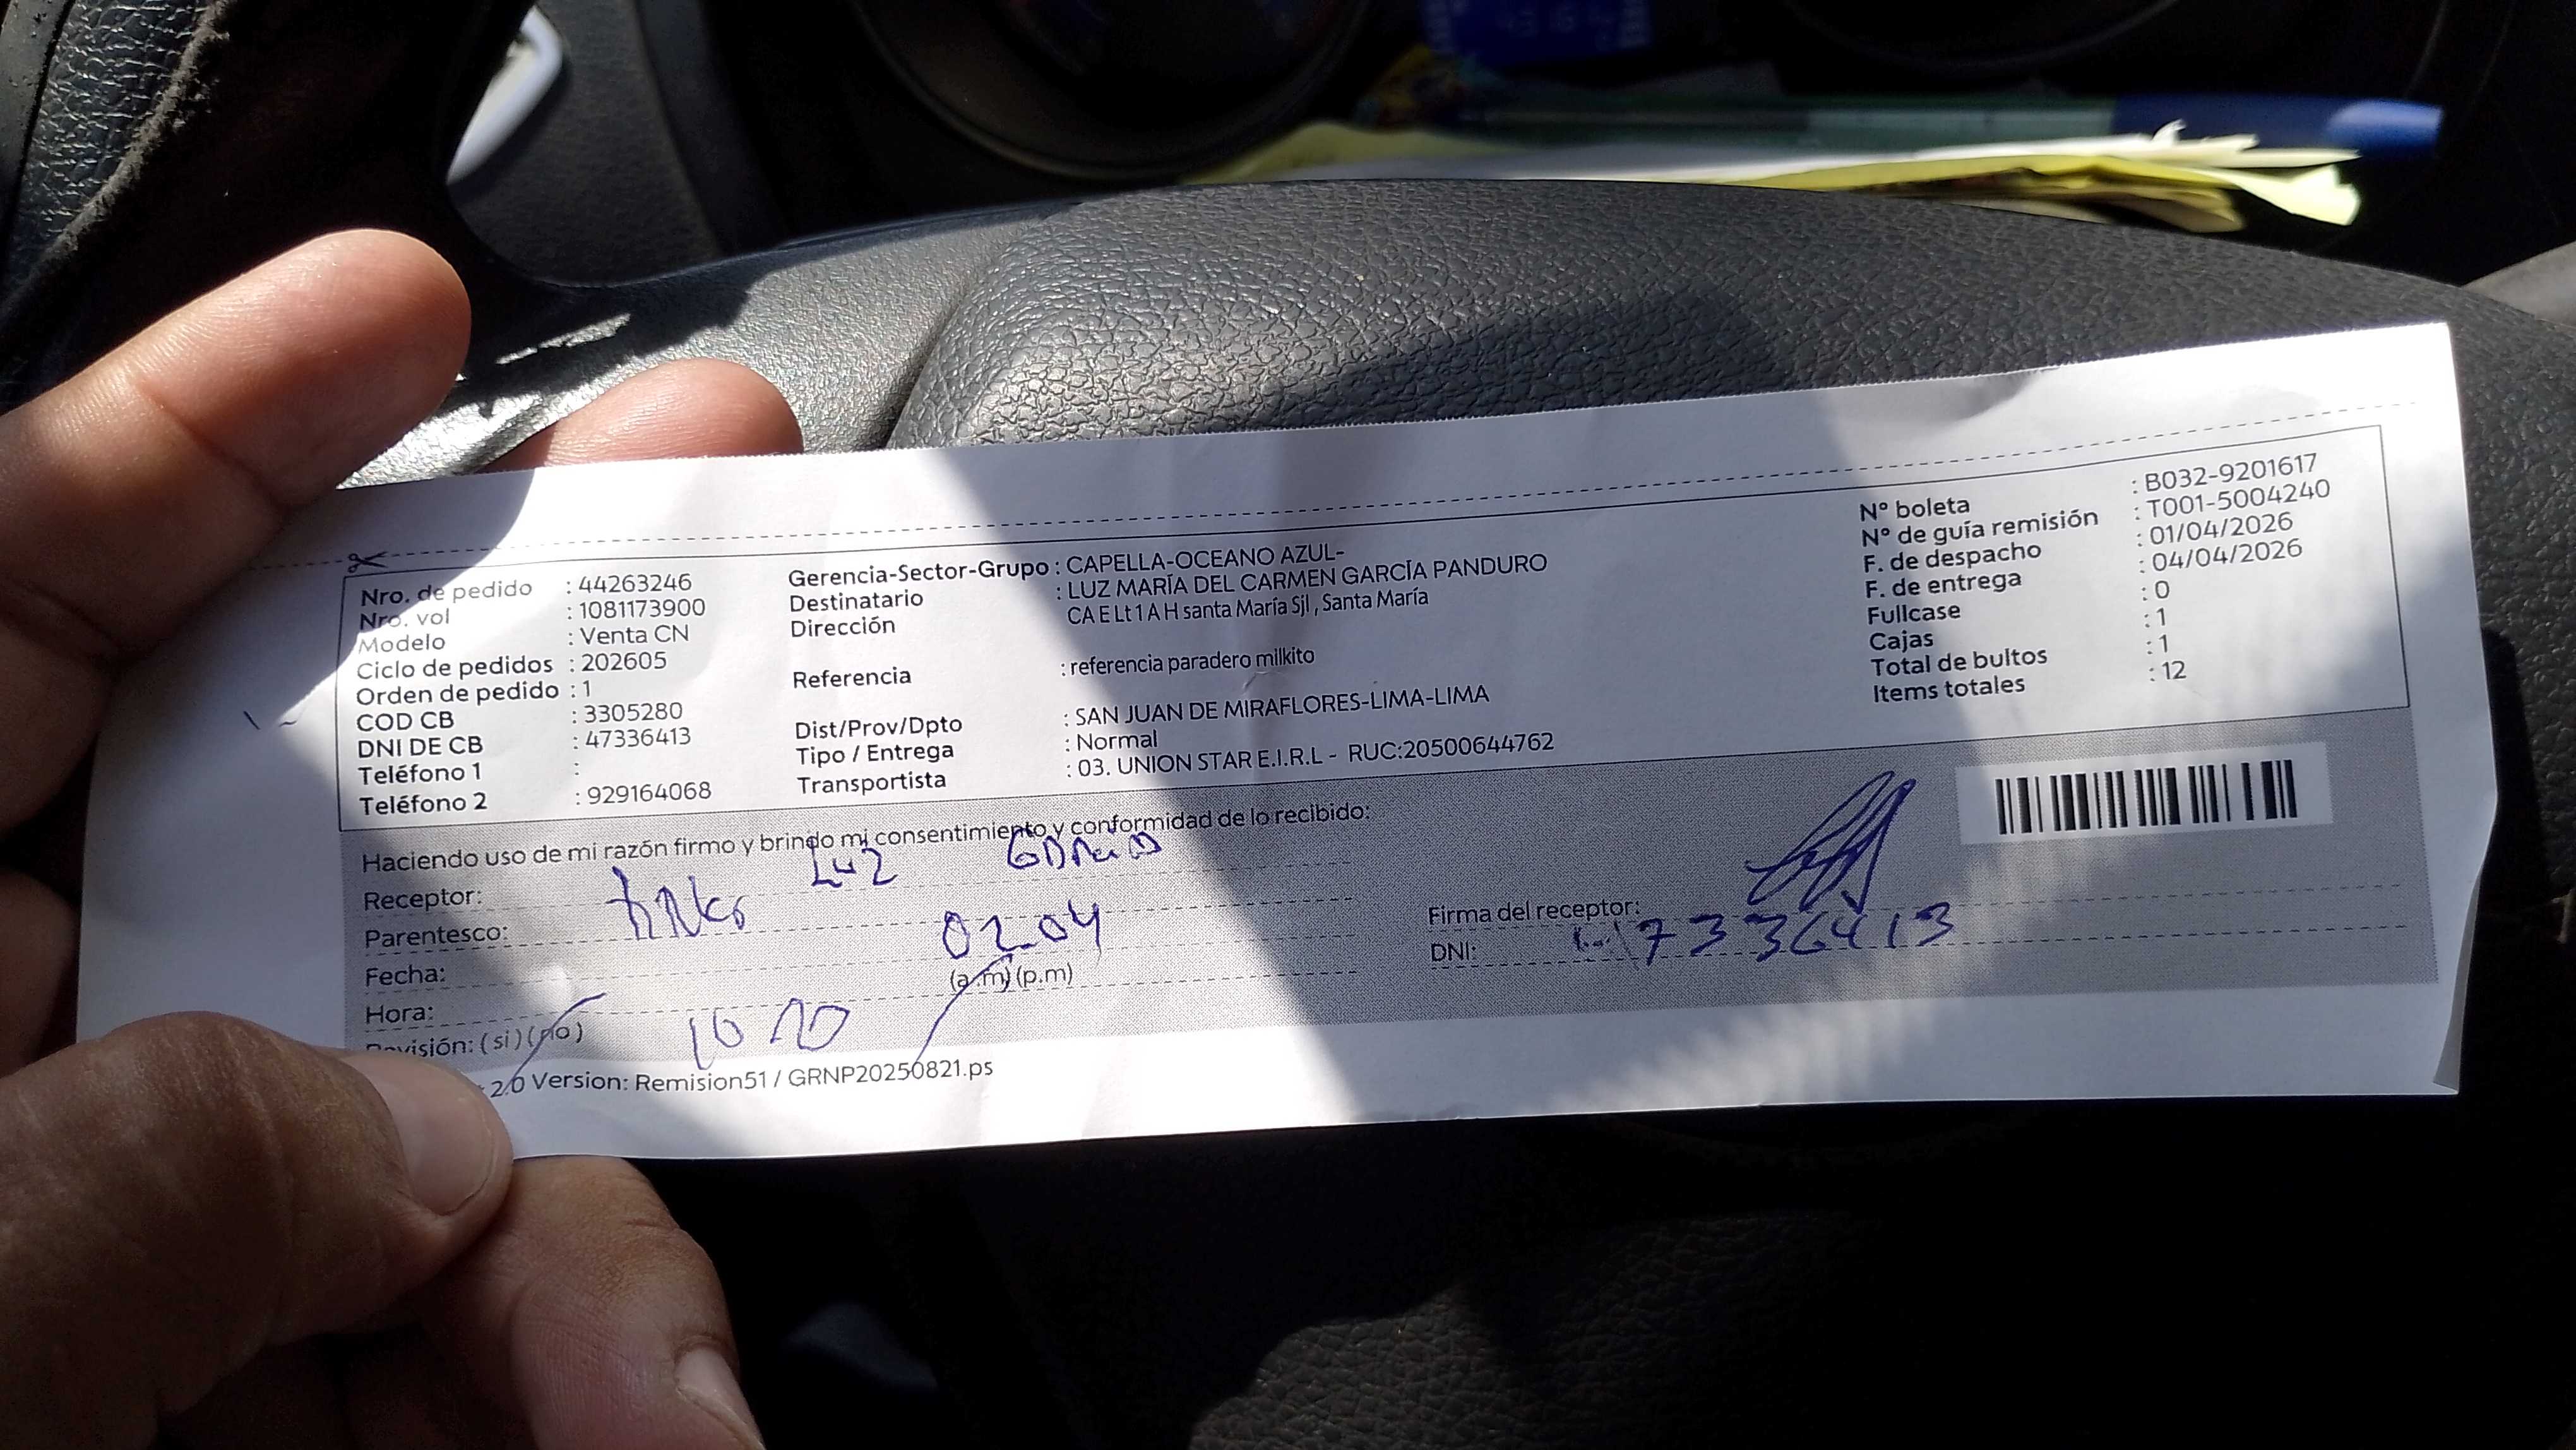 Nro. de pedido : 44263246
Nro. vol : 1081173900
Modelo : Venta CN
Ciclo de pedidos : 202605
Orden de pedido : 1
COD CB : 3305280
DNI DE CB : 47336413
Teléfono 1 :
Teléfono 2 : 929164068
Gerencia-Sector-Grupo : CAPELLA-OCEANO AZUL-
Destinatario : LUZ MARÍA DEL CARMEN GARCÍA PANDURO
Dirección CA E Lt 1 A H santa María Sjl , Santa María
Referencia : referencia paradero milkito
Dist/Prov/Dpto : SAN JUAN DE MIRAFLORES-LIMA-LIMA
Tipo / Entrega : Normal
Transportista : 03. UNION STAR E.I.R.L - RUC:20500644762
N° boleta : B032-9201617
N° de guía remisión : T001-5004240
F. de despacho : 01/04/2026
F. de entrega : 04/04/2026
Fullcase : 0
Cajas : 1
Total de bultos : 1
Items totales : 12
Haciendo uso de mi razón firmo y brindo mi consentimiento y conformidad de lo recibido:
Receptor: Luz
Parentesco:
Fecha: 02.04
Hora: 10 (a.m) (p.m)
Revisión: (si) (no)
2.0 Version: Remision51 / GRNP20250821.ps
Firma del receptor:
DNI: 47336413